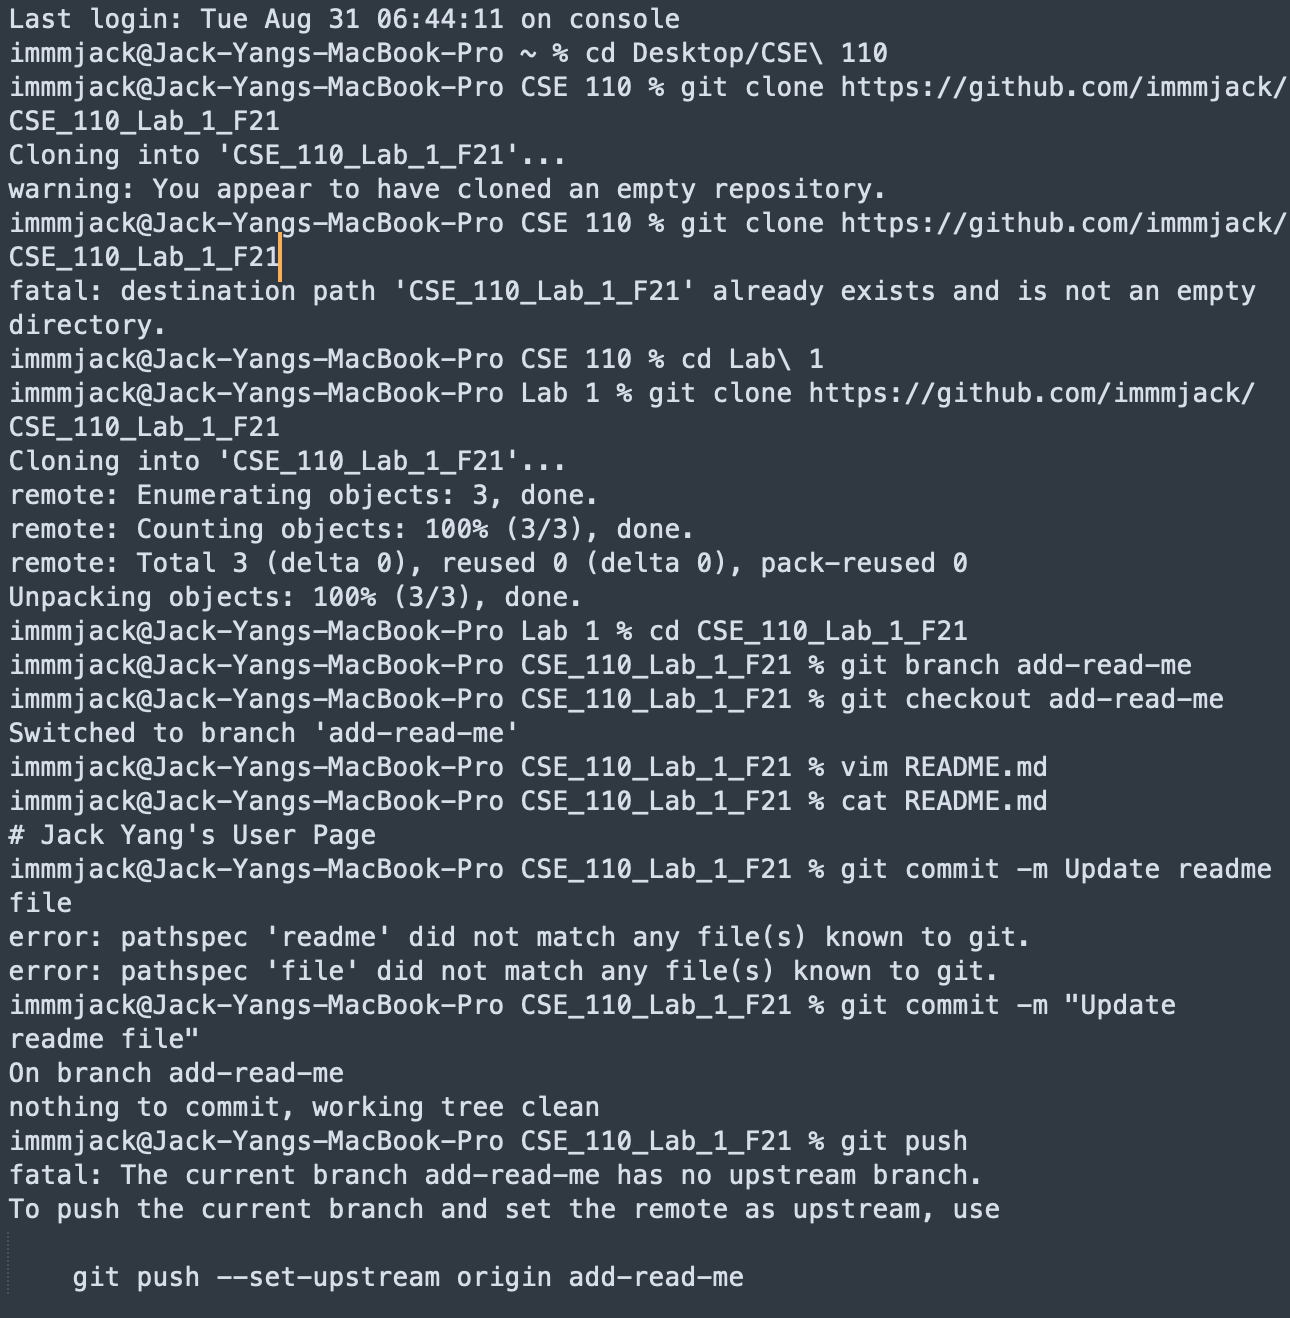 Last login: Tue Aug 31 06:44:11 on console
immmjack@Jack-Yangs-MacBook-Pro ~ % cd Desktop/CSE\ 110
immmjack@Jack-Yangs-MacBook-Pro CSE 110 % git clone https://github.com/immmjack/
CSE_110_Lab_1_F21
Cloning into 'CSE_110_Lab_1_F21'...
warning: You appear to have cloned an empty repository.
immmjack@Jack-Yangs-MacBook-Pro CSE 110 % git clone https://github.com/immmjack/
CSE_110_Lab_1_F21
fatal: destination path 'CSE_110_Lab_1_F21' already exists and is not an empty
directory.
immmjack@Jack-Yangs-MacBook-Pro CSE 110 % cd Lab\ 1
immmjack@Jack-Yangs-MacBook-Pro Lab 1 % git clone https://github.com/immmjack/
CSE_110_Lab_1_F21
Cloning into 'CSE_110_Lab_1_F21'...
remote: Enumerating objects: 3, done.
remote: Counting objects: 100% (3/3), done.
remote: Total 3 (delta 0), reused 0 (delta 0), pack-reused 0
Unpacking objects: 100% (3/3), done.
immmjack@Jack-Yangs-MacBook-Pro Lab 1 % cd CSE_110_Lab_1_F21
immmjack@Jack-Yangs-MacBook-Pro CSE_110_Lab_1_F21 % git branch add-read-me
immmjack@Jack-Yangs-MacBook-Pro CSE_110_Lab_1_F21 % git checkout add-read-me
Switched to branch 'add-read-me'
immmjack@Jack-Yangs-MacBook-Pro CSE_110_Lab_1_F21 % vim README.md
immmjack@Jack-Yangs-MacBook-Pro CSE_110_Lab_1_F21 % cat README.md
# Jack Yang's User Page
immmjack@Jack-Yangs-MacBook-Pro CSE_110_Lab_1_F21 % git commit -m Update readme
file
error: pathspec 'readme' did not match any file(s) known to git.
error: pathspec 'file' did not match any file(s) known to git.
immmjack@Jack-Yangs-MacBook-Pro CSE_110_Lab_1_F21 % git commit -m "Update
readme file"
On branch add-read-me
nothing to commit, working tree clean
immmjack@Jack-Yangs-MacBook-Pro CSE_110_Lab_1_F21 % git push
fatal: The current branch add-read-me has no upstream branch.
To push the current branch and set the remote as upstream, use
git push --set-upstream origin add-read-me